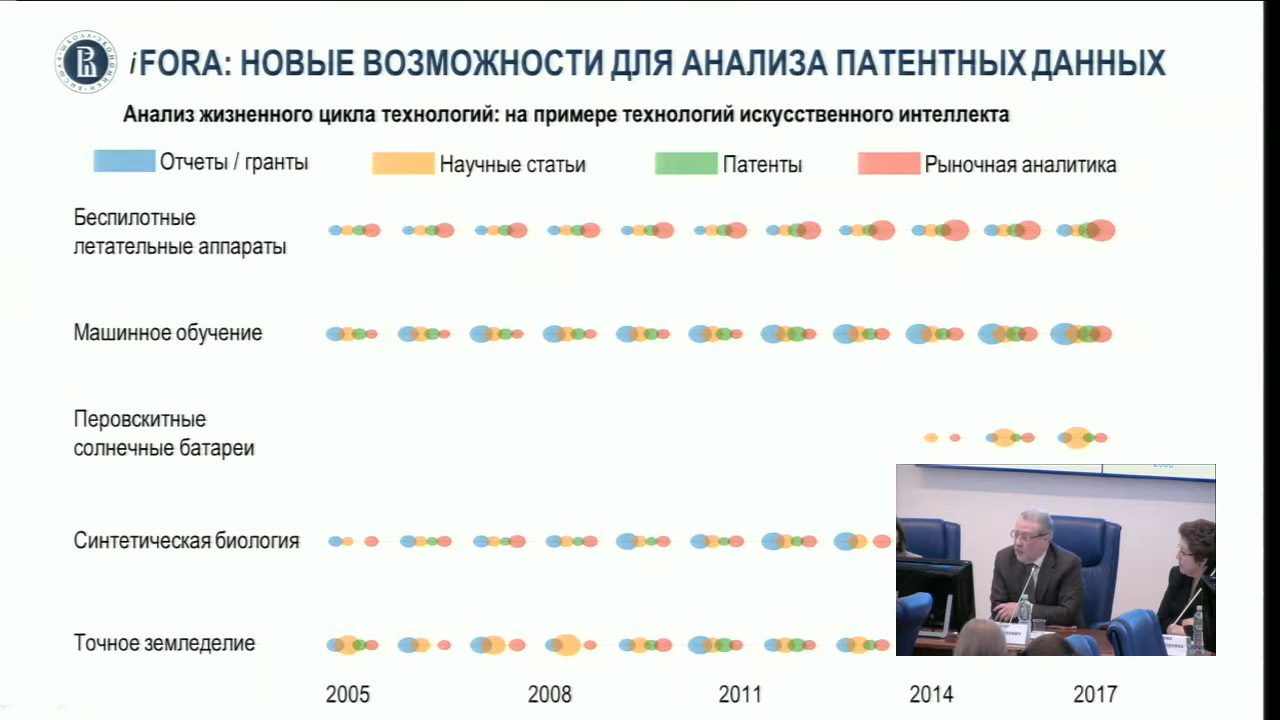 iFORA: НОВЫЕ ВОЗМОЖНОСТИ ДЛЯ АНАЛИЗА ПАТЕНТНЫХ ДАННЫХ
Анализ жизненного цикла технологий: на примере технологий искусственного интеллекта
Отчеты / гранты
Научные статьи
Патенты
Рыночная аналитика
Беспилотные
летательные аппараты
Машинное обучение
Перовскитные
солнечные батареи
Синтетическая биология
Точное земледелие
2005
2008
2011
2014
2017